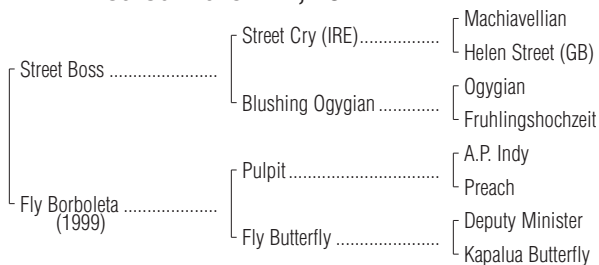 Machiavellian
Street Cry (IRE)..................
Helen Street (GB)
Street Boss ........................
Ogygian
Blushing Ogygian .............
Fruhlingshochzeit
A.P. Indy
Pulpit..................................
Preach
Fly Borboleta .....................
(1999)
Deputy Minister
Fly Butterfly .......................
Kapalua Butterfly